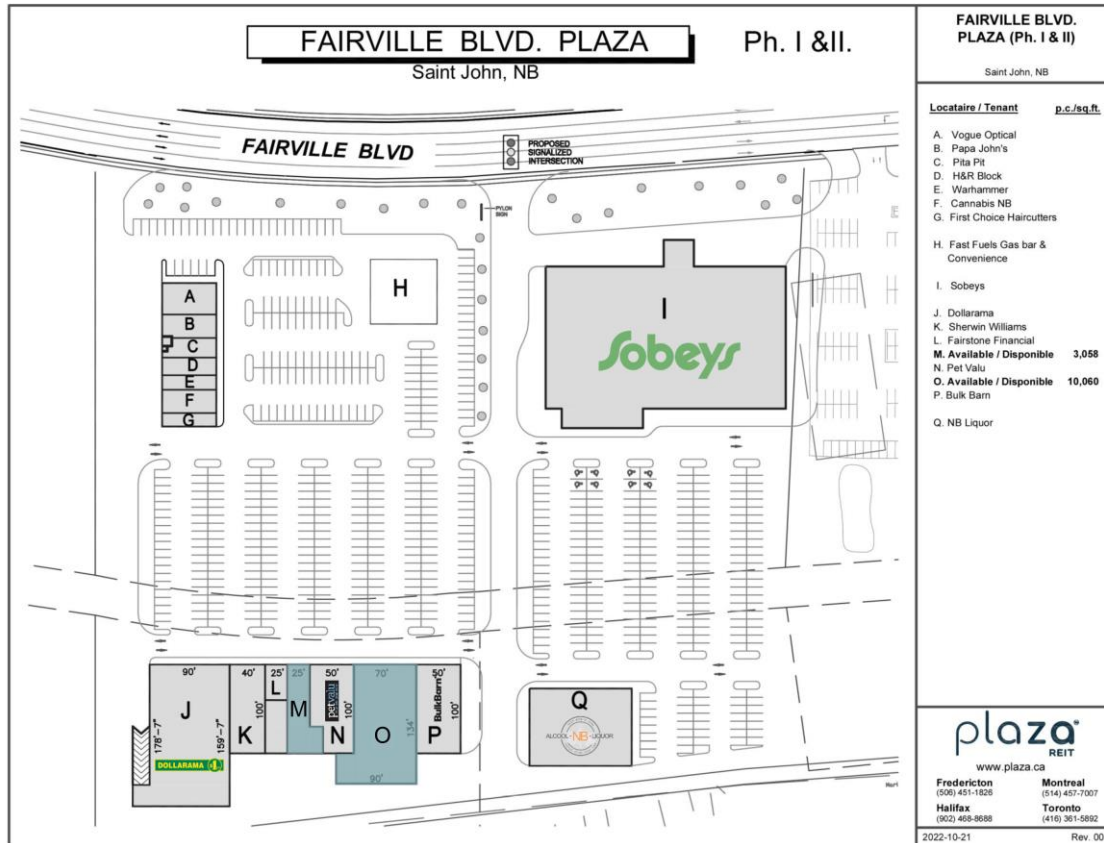 FAIRVILLE BLVD. PLAZA
Ph. I &II.
Saint John, NB
FAIRVILLE BLVD
PROPOSED
SIGNALIZED
INTERSECTION
PYLON
SIGN
A
B
C
D
E
F
G
H
I
Sobeys
90'
40'
25'
25'
50'
70'
50'
J
K
L
M
N
O
P
178'-7"
159'-7"
100'
100'
134'
100'
90'
DOLLARAMA
petvalu
BulkBarn
Q
ALCOOL NB LIQUOR
FAIRVILLE BLVD.
PLAZA (Ph. I & II)
Saint John, NB
Locataire / Tenant p.c./sq.ft.
A. Vogue Optical
B. Papa John's
C. Pita Pit
D. H&R Block
E. Warhammer
F. Cannabis NB
G. First Choice Haircutters
H. Fast Fuels Gas bar &
Convenience
I. Sobeys
J. Dollarama
K. Sherwin Williams
L. Fairstone Financial
M. Available / Disponible 3,058
N. Pet Valu
O. Available / Disponible 10,060
P. Bulk Barn
Q. NB Liquor
plaza
REIT
www.plaza.ca
Fredericton Montreal
(506) 451-1826 (514) 457-7007
Halifax Toronto
(902) 468-8688 (416) 361-5892
2022-10-21 Rev. 00